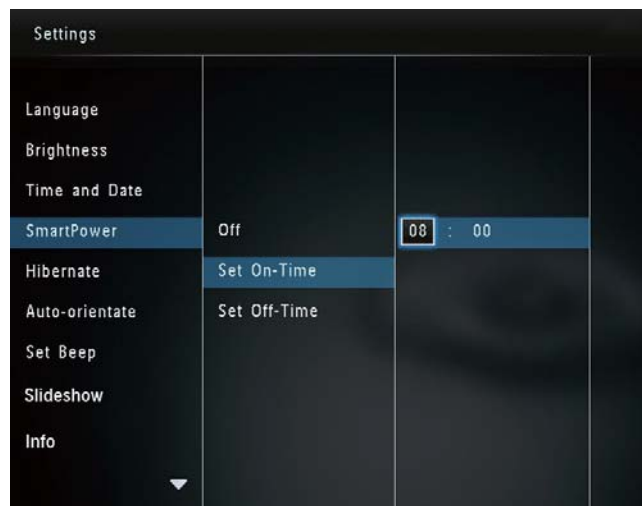 Settings
Language
Brightness
Time and Date
SmartPower
Hibernate
Auto-orientate
Set Beep
Slideshow
Info
Off
Set On-Time
Set Off-Time
08 : 00